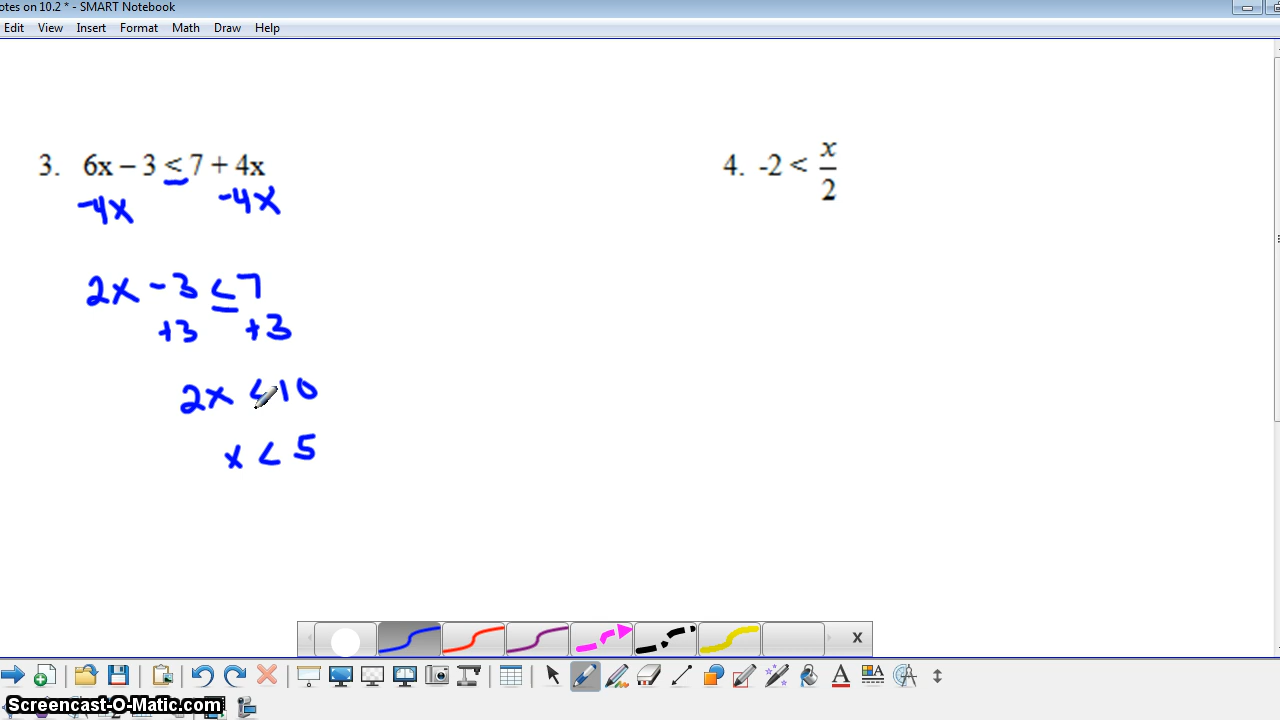 otes on 10.2 * - SMART Notebook
Edit View Insert Format Math Draw Help
3. 6x – 3 ≤ 7 + 4x
-4x -4x
2x - 3 ≤ 7
+3 +3
2x < 10
x < 5
4. -2 < x/2
x
A
Screencast-O-Matic.com